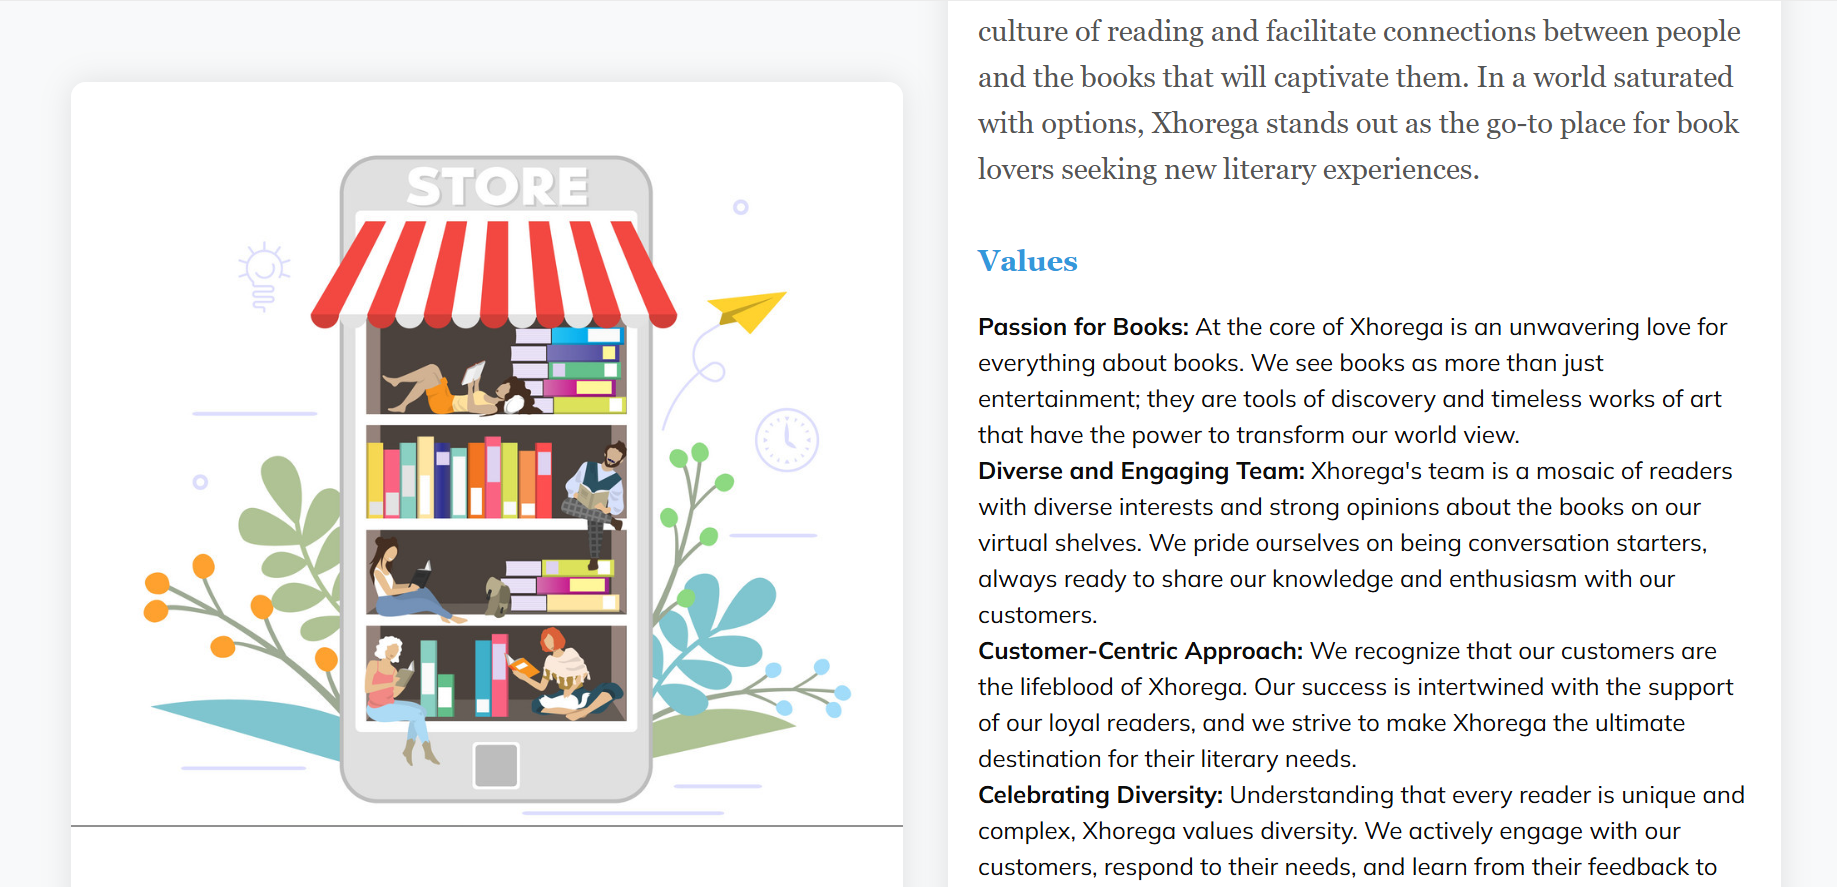 STORE
culture of reading and facilitate connections between people
and the books that will captivate them. In a world saturated
with options, Xhorega stands out as the go-to place for book
lovers seeking new literary experiences.
Values
Passion for Books: At the core of Xhorega is an unwavering love for
everything about books. We see books as more than just
entertainment; they are tools of discovery and timeless works of art
that have the power to transform our world view.
Diverse and Engaging Team: Xhorega's team is a mosaic of readers
with diverse interests and strong opinions about the books on our
virtual shelves. We pride ourselves on being conversation starters,
always ready to share our knowledge and enthusiasm with our
customers.
Customer-Centric Approach: We recognize that our customers are
the lifeblood of Xhorega. Our success is intertwined with the support
of our loyal readers, and we strive to make Xhorega the ultimate
destination for their literary needs.
Celebrating Diversity: Understanding that every reader is unique and
complex, Xhorega values diversity. We actively engage with our
customers, respond to their needs, and learn from their feedback to